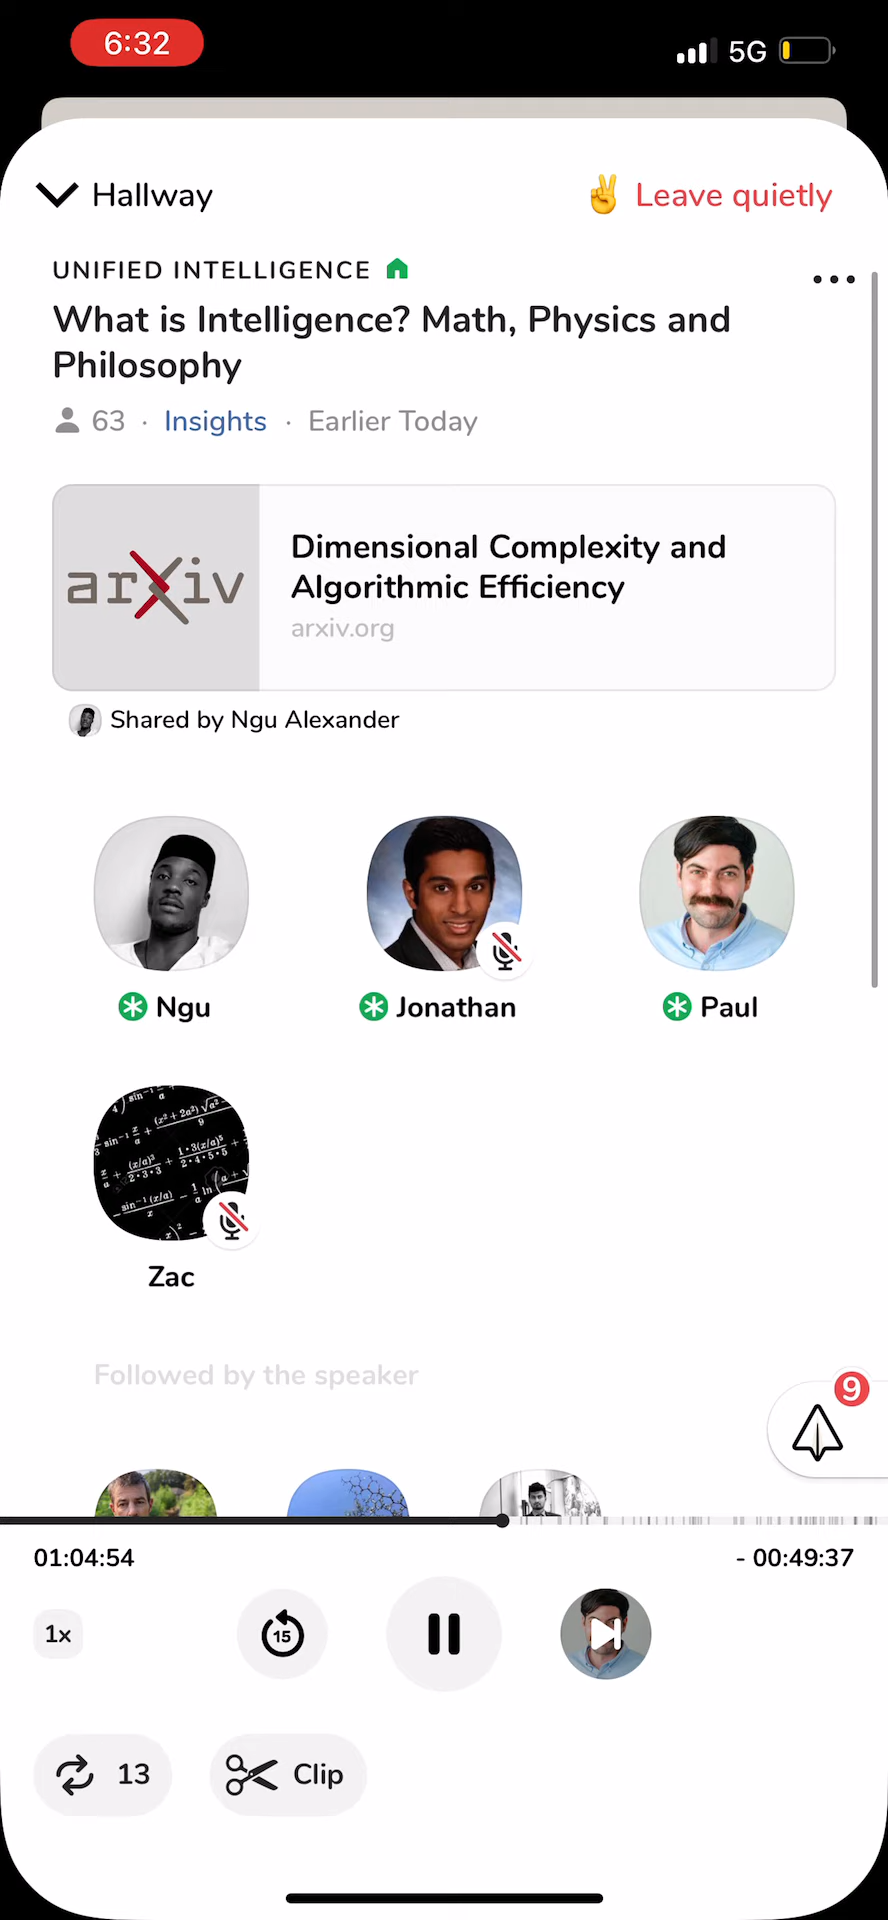 6:32
5G
Hallway
✌️ Leave quietly
UNIFIED INTELLIGENCE
What is Intelligence? Math, Physics and
Philosophy
63 · Insights · Earlier Today
arXiv
Dimensional Complexity and
Algorithmic Efficiency
arxiv.org
Shared by Ngu Alexander
Ngu
Jonathan
Paul
Zac
Followed by the speaker
9
01:04:54
- 00:49:37
1x
15
13
Clip